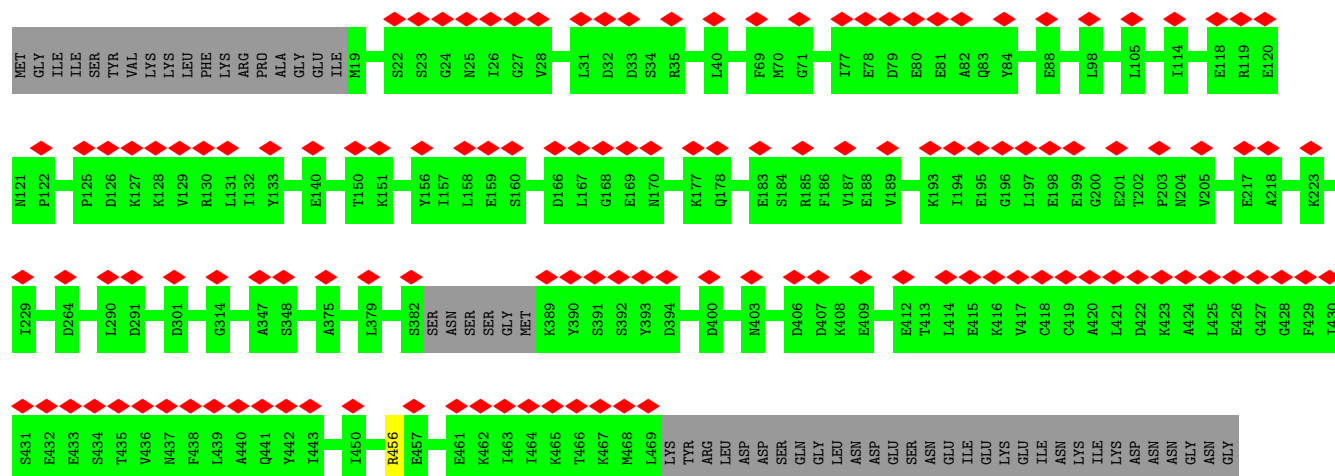 MET GLY ILE ILE SER TYR VAL LYS LYS LEU PHE LYS ARG PRO ALA GLY GLU ILE M19 S22 S23 G24 N25 I26 G27 V28 L31 D32 D33 S34 R35 L40 F69 M70 G71 I77 E78 D79 E80 E81 A82 Q83 Y84 E88 L98 L105 I114 E118 R119 E120
N121 P122 P125 D126 K127 K128 V129 R130 L131 I132 Y133 E140 T150 K151 Y156 I157 L158 E159 S160 D166 L167 G168 E169 N170 K177 Q178 E183 S184 R185 F186 V187 E188 V189 K193 I194 E195 G196 L197 E198 E199 G200 E201 T202 P203 N204 V205 E217 A218 K223
I229 D264 L290 D291 D301 G314 A347 S348 A375 L379 S382 SER ASN SER SER GLY MET K389 Y390 S391 S392 Y393 D394 D400 N403 D406 D407 K408 E409 E412 T413 L414 E415 K416 V417 C418 C419 A420 L421 D422 K423 A424 L425 E426 G427 G428 F429 I430
S431 E432 E433 S434 T435 V436 N437 F438 L439 A440 Q441 Y442 I443 I450 R456 E457 E461 K462 I463 I464 K465 T466 K467 M468 L469 LYS TYR ARG LEU ASP ASP SER GLN GLY LEU ASN ASP GLU SER ASN GLU ILE GLU LYS GLU ILE ASN LYS ILE LYS ASP ASN ASN GLY ASN GLY